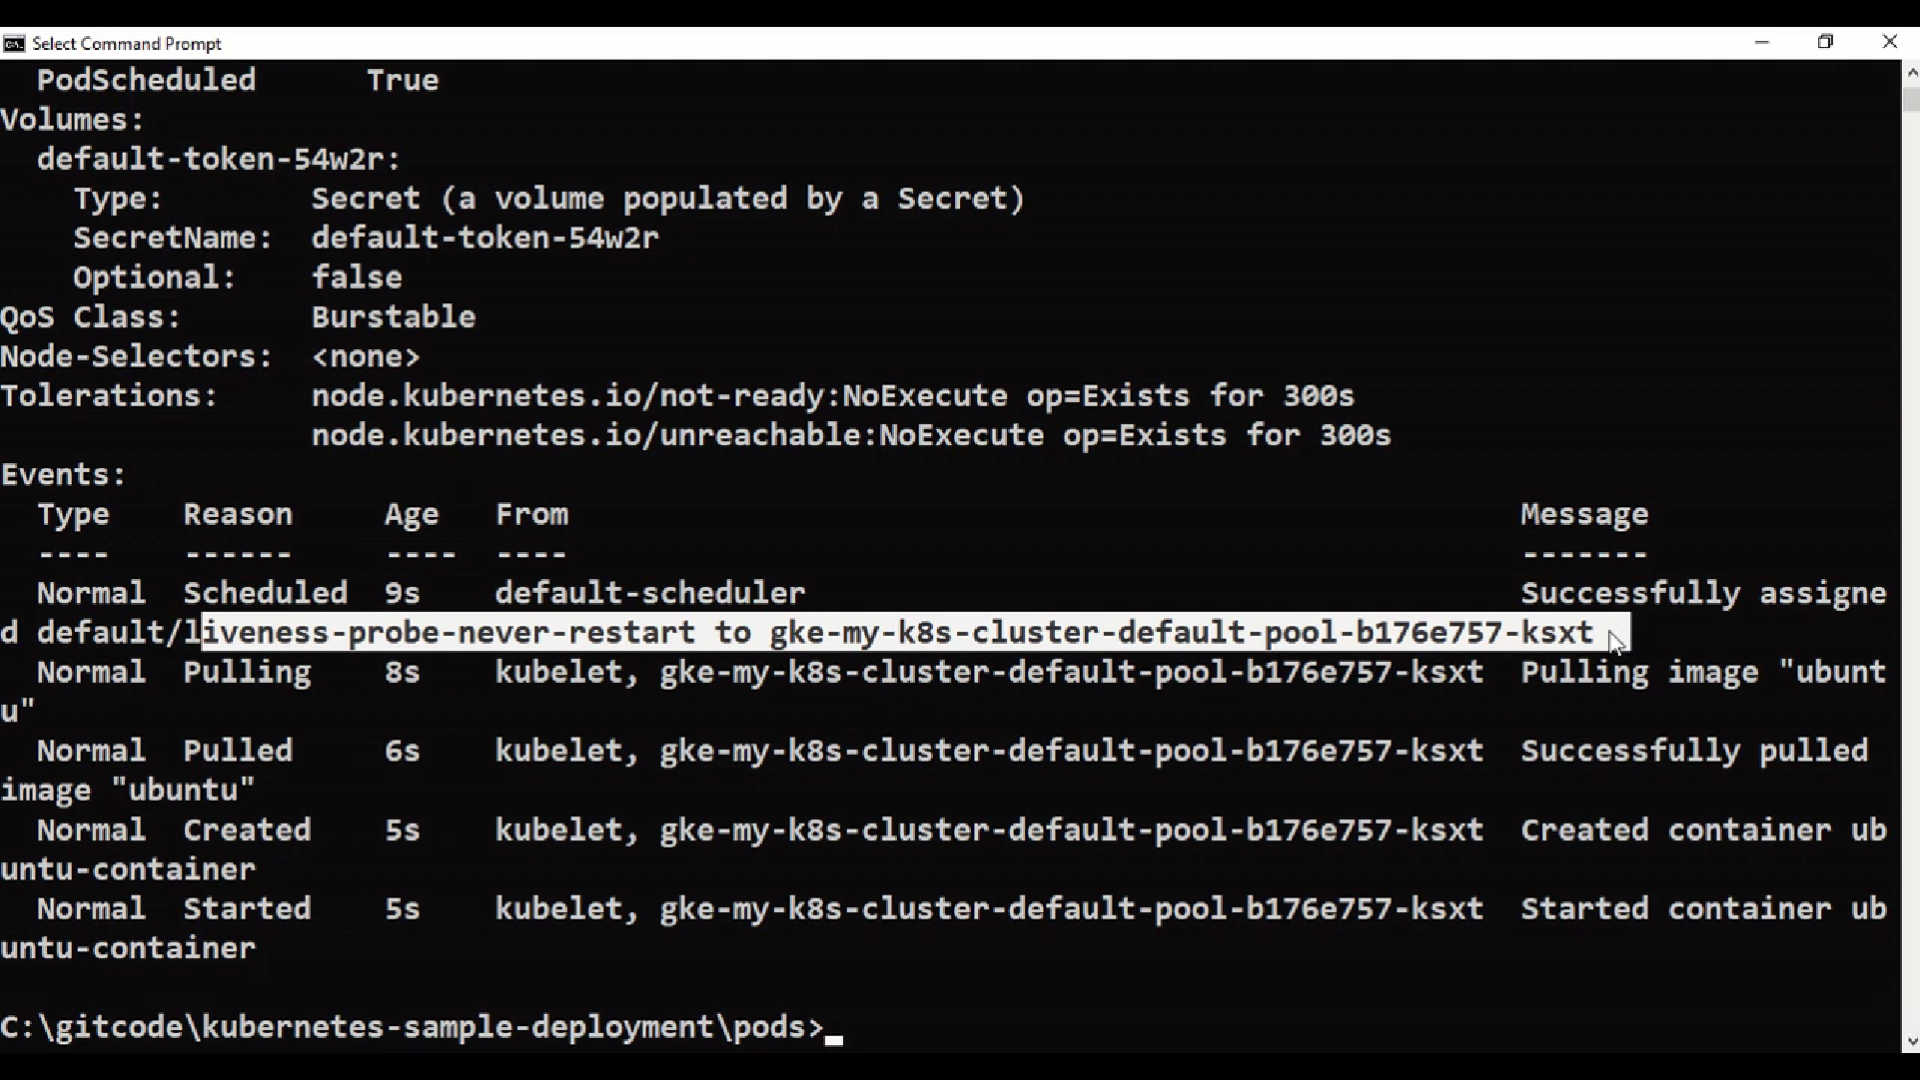 Select Command Prompt
PodScheduled True
Volumes:
default-token-54w2r:
Type: Secret (a volume populated by a Secret)
SecretName: default-token-54w2r
Optional: false
QoS Class: Burstable
Node-Selectors: <none>
Tolerations: node.kubernetes.io/not-ready:NoExecute op=Exists for 300s
node.kubernetes.io/unreachable:NoExecute op=Exists for 300s
Events:
Type Reason Age From Message
---- ------ ---- ---- -------
Normal Scheduled 9s default-scheduler Successfully assigne
d default/liveness-probe-never-restart to gke-my-k8s-cluster-default-pool-b176e757-ksxt
Normal Pulling 8s kubelet, gke-my-k8s-cluster-default-pool-b176e757-ksxt Pulling image "ubunt
u"
Normal Pulled 6s kubelet, gke-my-k8s-cluster-default-pool-b176e757-ksxt Successfully pulled
image "ubuntu"
Normal Created 5s kubelet, gke-my-k8s-cluster-default-pool-b176e757-ksxt Created container ub
untu-container
Normal Started 5s kubelet, gke-my-k8s-cluster-default-pool-b176e757-ksxt Started container ub
untu-container
C:\gitcode\kubernetes-sample-deployment\pods>